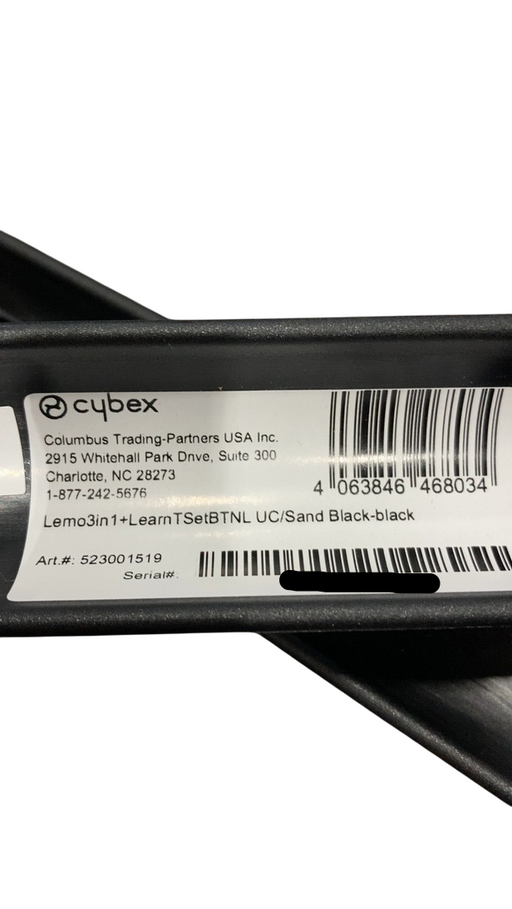 cybex
Columbus Trading-Partners USA Inc.
2915 Whitehall Park Drive, Suite 300
Charlotte, NC 28273
1-877-242-5676
4 063846 468034
Lemo3in1+LearnTSetBTNL UC/Sand Black-black
Art.#: 523001519
Serial#: